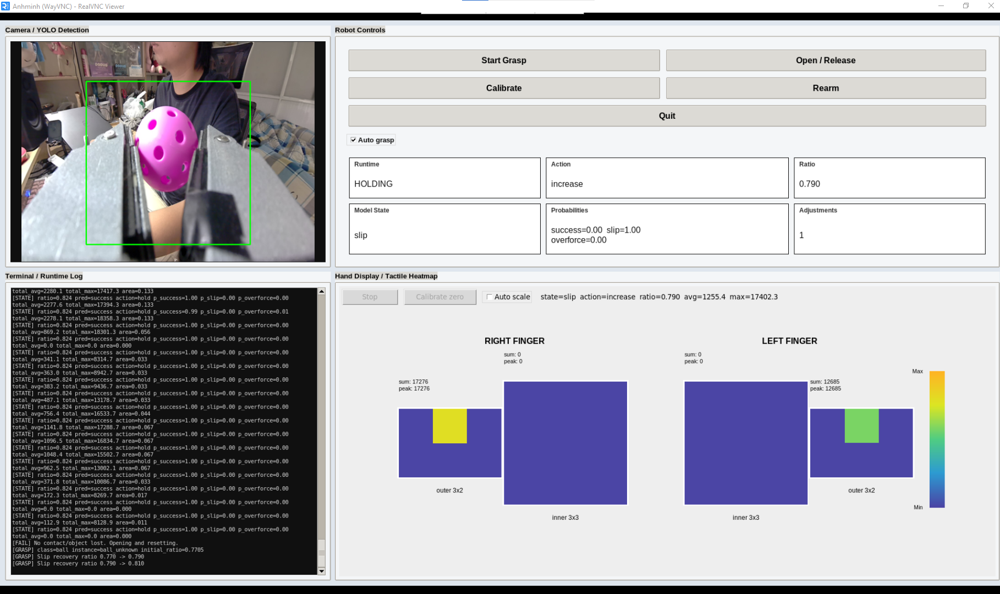 Anhminh (WayVNC) - RealVNC Viewer
Camera / YOLO Detection
Robot Controls
Start Grasp
Open / Release
Calibrate
Rearm
Quit
Auto grasp
Runtime
HOLDING
Action
increase
Ratio
0.790
Model State
slip
Probabilities
success=0.00 slip=1.00
overforce=0.00
Adjustments
1
Terminal / Runtime Log
total_avg=2280.1 total_max=17417.3 area=0.133
[STATE] ratio=0.824 pred=success action=hold p_success=1.00 p_slip=0.00 p_overforce=0.00
total_avg=2277.6 total_max=17394.3 area=0.133
[STATE] ratio=0.824 pred=success action=hold p_success=0.99 p_slip=0.00 p_overforce=0.01
total_avg=2278.1 total_max=18358.3 area=0.133
[STATE] ratio=0.824 pred=success action=hold p_success=1.00 p_slip=0.00 p_overforce=0.00
total_avg=869.2 total_max=18301.3 area=0.056
[STATE] ratio=0.824 pred=success action=hold p_success=1.00 p_slip=0.00 p_overforce=0.00
total_avg=0.0 total_max=0.0 area=0.000
[STATE] ratio=0.824 pred=success action=hold p_success=1.00 p_slip=0.00 p_overforce=0.00
total_avg=341.1 total_max=8314.7 area=0.033
[STATE] ratio=0.824 pred=success action=hold p_success=1.00 p_slip=0.00 p_overforce=0.00
total_avg=363.0 total_max=8942.7 area=0.033
[STATE] ratio=0.824 pred=success action=hold p_success=1.00 p_slip=0.00 p_overforce=0.00
total_avg=383.2 total_max=9436.7 area=0.033
[STATE] ratio=0.824 pred=success action=hold p_success=1.00 p_slip=0.00 p_overforce=0.00
total_avg=487.1 total_max=13178.7 area=0.033
[STATE] ratio=0.824 pred=success action=hold p_success=1.00 p_slip=0.00 p_overforce=0.00
total_avg=756.4 total_max=16533.7 area=0.044
[STATE] ratio=0.824 pred=success action=hold p_success=1.00 p_slip=0.00 p_overforce=0.00
total_avg=1141.8 total_max=17288.7 area=0.067
[STATE] ratio=0.824 pred=success action=hold p_success=1.00 p_slip=0.00 p_overforce=0.00
total_avg=1096.5 total_max=16834.7 area=0.067
[STATE] ratio=0.824 pred=success action=hold p_success=1.00 p_slip=0.00 p_overforce=0.00
total_avg=1048.4 total_max=15502.7 area=0.067
[STATE] ratio=0.824 pred=success action=hold p_success=1.00 p_slip=0.00 p_overforce=0.00
total_avg=962.5 total_max=13002.1 area=0.067
[STATE] ratio=0.824 pred=success action=hold p_success=1.00 p_slip=0.00 p_overforce=0.00
total_avg=371.8 total_max=10086.7 area=0.033
[STATE] ratio=0.824 pred=success action=hold p_success=1.00 p_slip=0.00 p_overforce=0.00
total_avg=172.3 total_max=8269.7 area=0.017
[STATE] ratio=0.824 pred=success action=hold p_success=1.00 p_slip=0.00 p_overforce=0.00
total_avg=0.0 total_max=0.0 area=0.000
[STATE] ratio=0.824 pred=success action=hold p_success=1.00 p_slip=0.00 p_overforce=0.00
total_avg=112.9 total_max=8128.9 area=0.011
[STATE] ratio=0.824 pred=success action=hold p_success=1.00 p_slip=0.00 p_overforce=0.00
total_avg=0.0 total_max=0.0 area=0.000
[FAIL] No contact/object lost. Opening and resetting.
[GRASP] class=ball instance=ball_unknown initial_ratio=0.7705
[GRASP] Slip recovery ratio 0.770 -> 0.790
[GRASP] Slip recovery ratio 0.790 -> 0.810
Hand Display / Tactile Heatmap
Stop
Calibrate zero
Auto scale
state=slip action=increase ratio=0.790 avg=1255.4 max=17402.3
RIGHT FINGER
LEFT FINGER
sum: 0
peak: 0
sum: 0
peak: 0
sum: 17276
peak: 17276
sum: 12685
peak: 12685
Max
Min
outer 3x2
inner 3x3
inner 3x3
outer 3x2